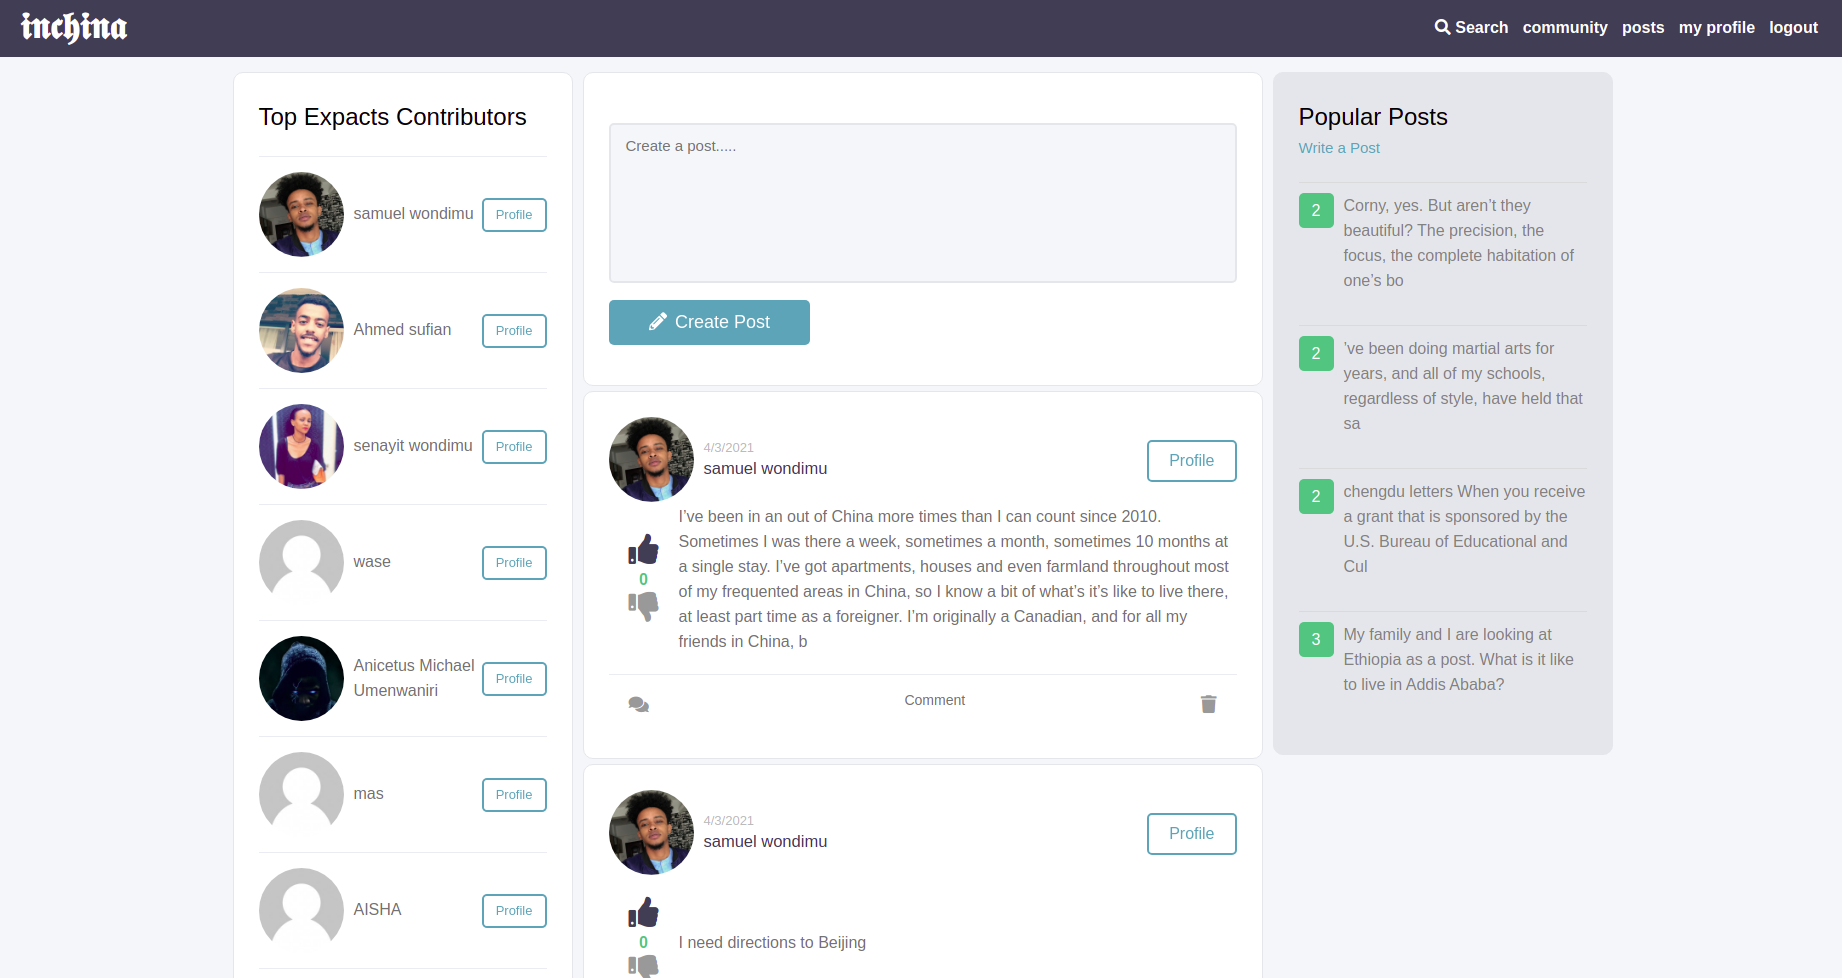 inchina
Search community posts my profile logout
Top Expacts Contributors
samuel wondimu Profile
Ahmed sufian Profile
senayit wondimu Profile
wase Profile
Anicetus Michael
Umenwaniri
Profile
mas Profile
AISHA Profile
Create a post.....
Create Post
4/3/2021
samuel wondimu
Profile
I’ve been in an out of China more times than I can count since 2010.
Sometimes I was there a week, sometimes a month, sometimes 10 months at
a single stay. I’ve got apartments, houses and even farmland throughout most
of my frequented areas in China, so I know a bit of what’s it’s like to live there,
at least part time as a foreigner. I’m originally a Canadian, and for all my
friends in China, b
0
Comment
4/3/2021
samuel wondimu
Profile
0
I need directions to Beijing
Popular Posts
Write a Post
2
Corny, yes. But aren’t they
beautiful? The precision, the
focus, the complete habitation of
one’s bo
2
’ve been doing martial arts for
years, and all of my schools,
regardless of style, have held that
sa
2
chengdu letters When you receive
a grant that is sponsored by the
U.S. Bureau of Educational and
Cul
3
My family and I are looking at
Ethiopia as a post. What is it like
to live in Addis Ababa?